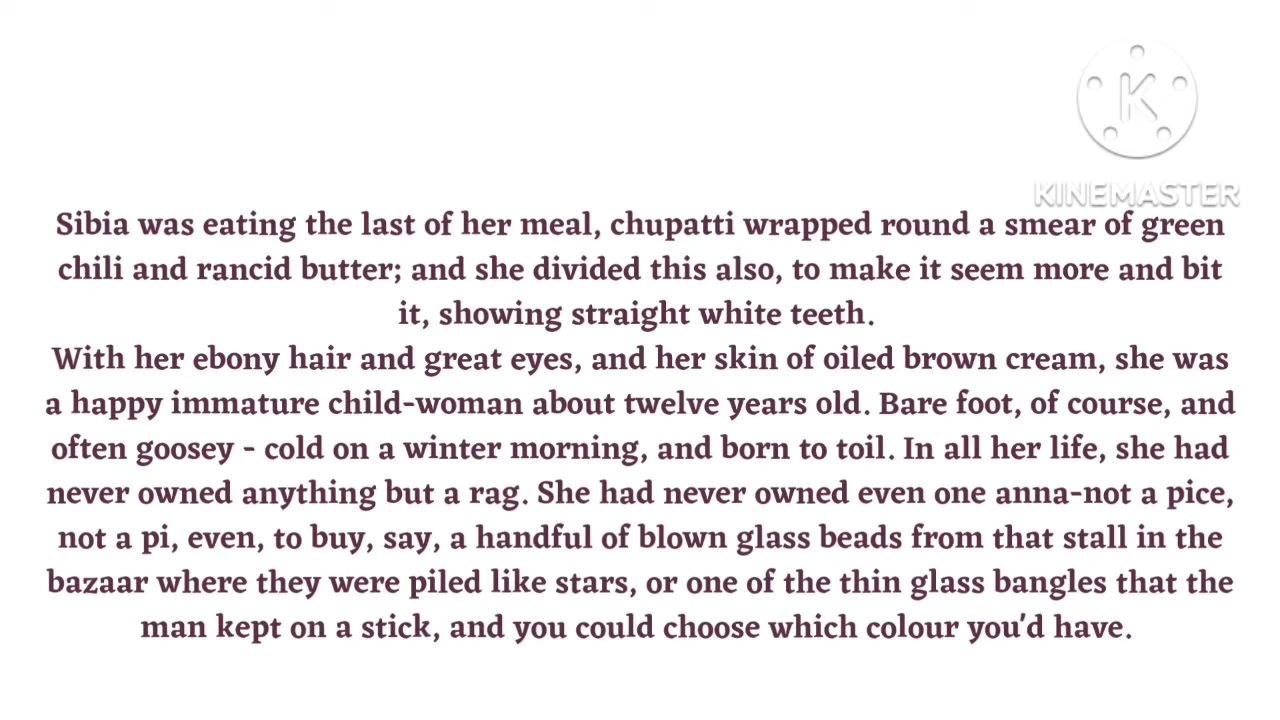 K
KINEMASTER
Sibia was eating the last of her meal, chupatti wrapped round a smear of green
chili and rancid butter; and she divided this also, to make it seem more and bit
it, showing straight white teeth.
With her ebony hair and great eyes, and her skin of oiled brown cream, she was
a happy immature child-woman about twelve years old. Bare foot, of course, and
often goosey - cold on a winter morning, and born to toil. In all her life, she had
never owned anything but a rag. She had never owned even one anna-not a pice,
not a pi, even, to buy, say, a handful of blown glass beads from that stall in the
bazaar where they were piled like stars, or one of the thin glass bangles that the
man kept on a stick, and you could choose which colour you'd have.